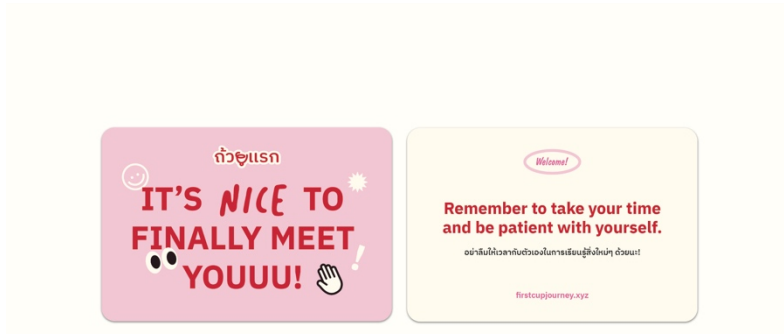 ถ้วยแรก
IT'S NICE TO
FINALLY MEET
YOUUU!
Welcome!
Remember to take your time
and be patient with yourself.
อย่าลืมให้เวลากับตัวเองในการเรียนรู้สิ่งใหม่ๆ ด้วยนะ!
firstcupjourney.xyz